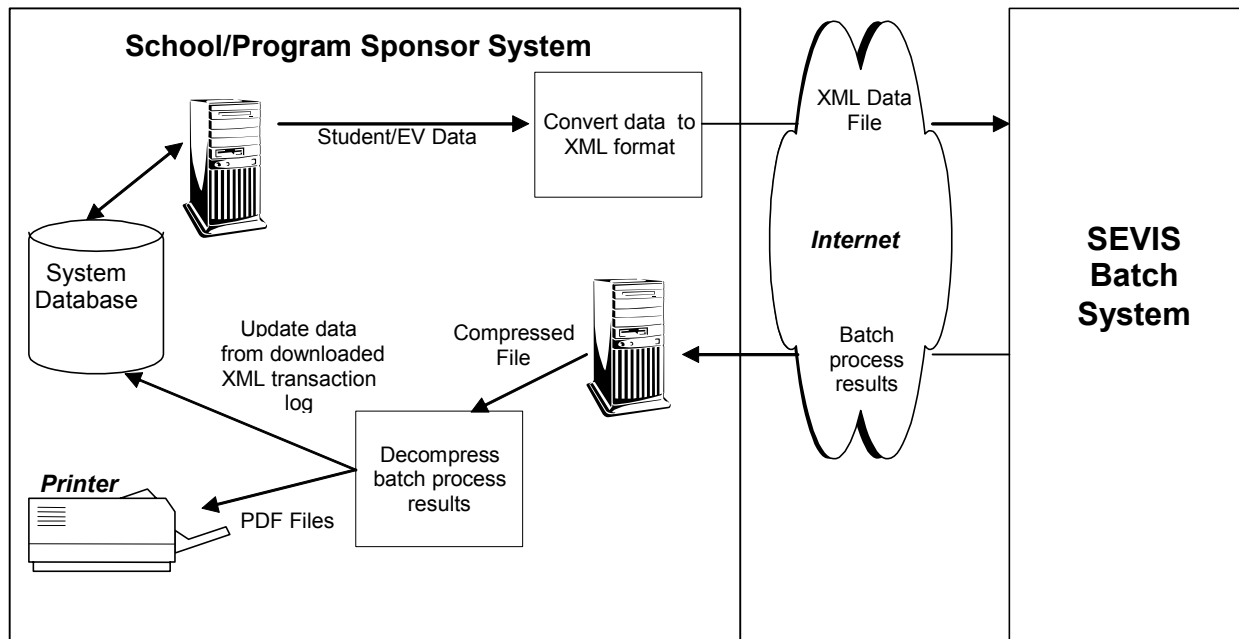 School/Program Sponsor System
Student/EV Data
Convert data to
XML format
XML Data
File
System
Database
Internet
SEVIS
Batch
System
Update data
from downloaded
XML transaction
log
Compressed
File
Batch
process
results
Decompress
batch process
results
Printer
PDF Files